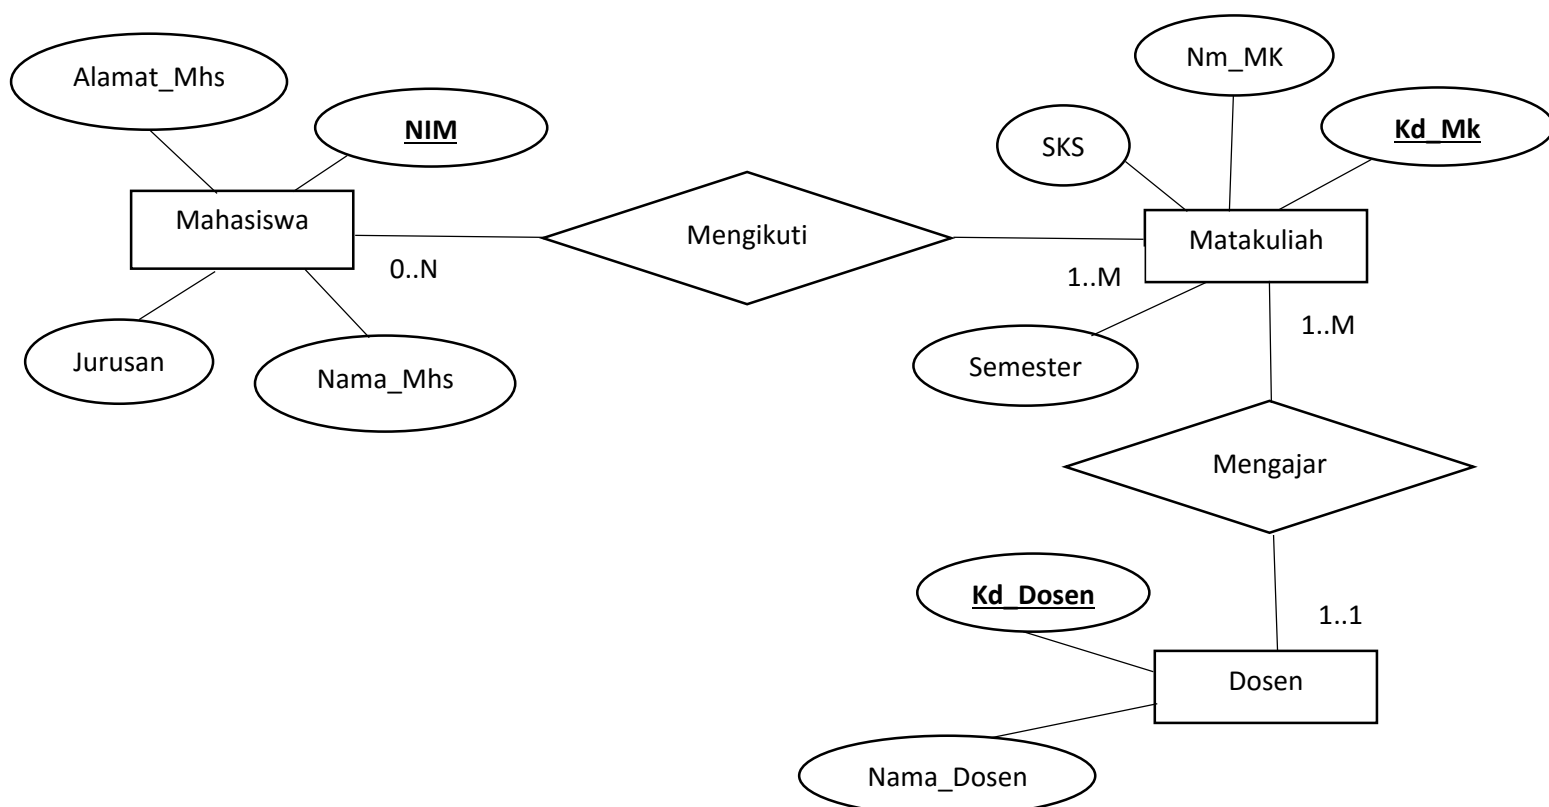 Alamat_Mhs
NIM
Nm_MK
Kd_Mk
SKS
Mahasiswa
Mengikuti
Matakuliah
0..N
1..M
1..M
Jurusan
Nama_Mhs
Semester
Mengajar
Kd_Dosen
1..1
Dosen
Nama_Dosen